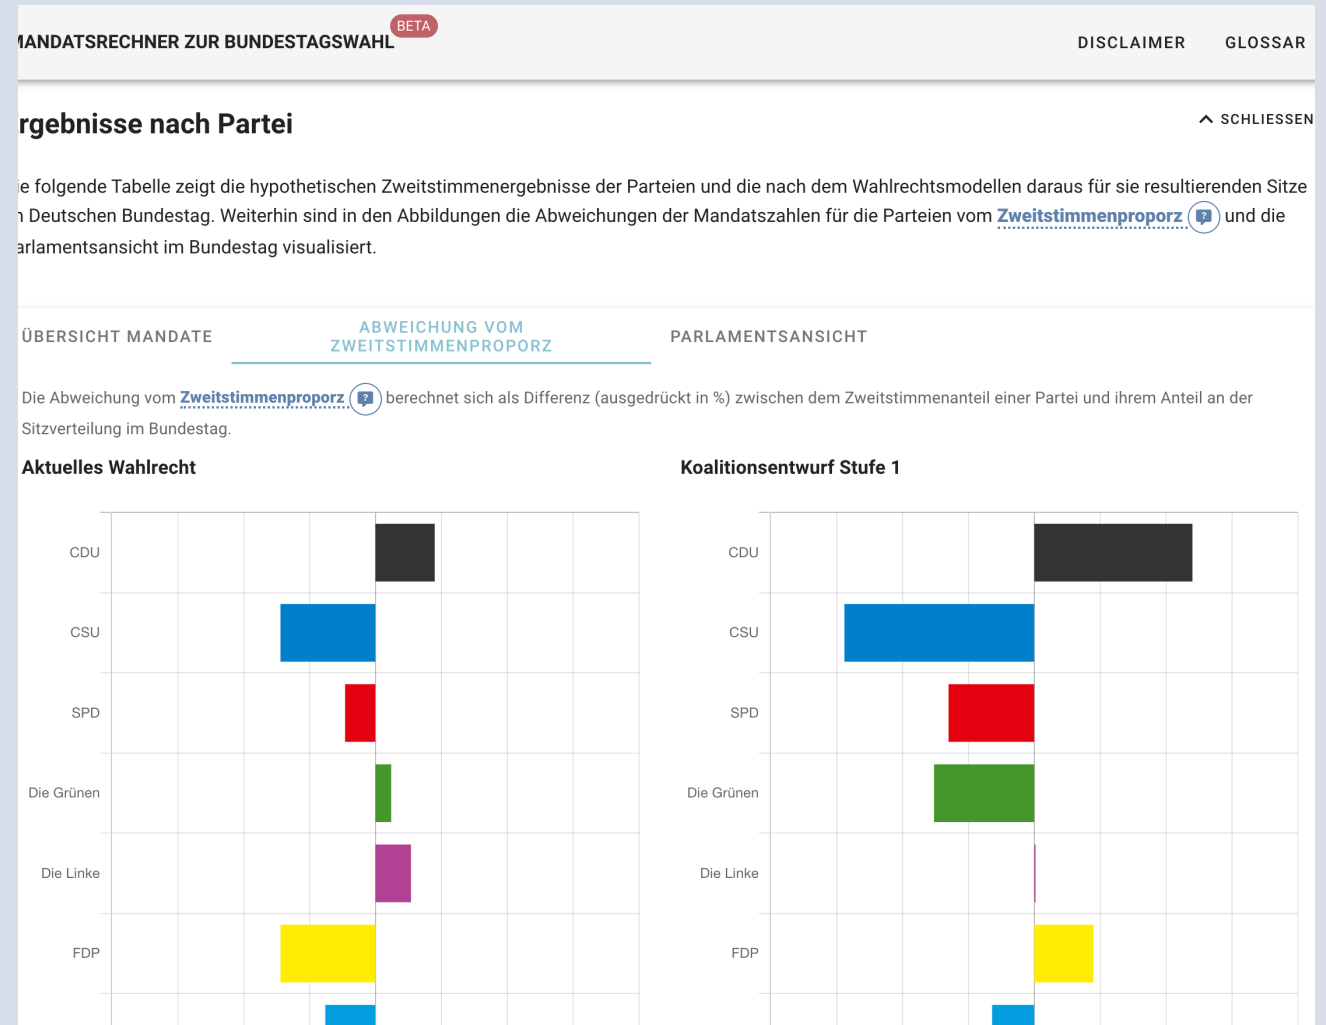 BETA
MANDATSRECHNER ZUR BUNDESTAGSWAHL
DISCLAIMER GLOSSAR
rgebnisse nach Partei
SCHLIESSEN
ie folgende Tabelle zeigt die hypothetischen Zweitstimmenergebnisse der Parteien und die nach dem Wahlrechtsmodellen daraus für sie resultierenden Sitze
Deutschen Bundestag. Weiterhin sind in den Abbildungen die Abweichungen der Mandatszahlen für die Parteien vom Zweitstimmenproporz ? und die
arlamentsansicht im Bundestag visualisiert.
ÜBERSICHT MANDATE
ABWEICHUNG VOM
ZWEITSTIMMENPROPORZ
PARLAMENTSANSICHT
Die Abweichung vom Zweitstimmenproporz ? berechnet sich als Differenz (ausgedrückt in %) zwischen dem Zweitstimmenanteil einer Partei und ihrem Anteil an der
Sitzverteilung im Bundestag.
Aktuelles Wahlrecht
CDU
CSU
SPD
Die Grünen
Die Linke
FDP
Koalitionsentwurf Stufe 1
CDU
CSU
SPD
Die Grünen
Die Linke
FDP